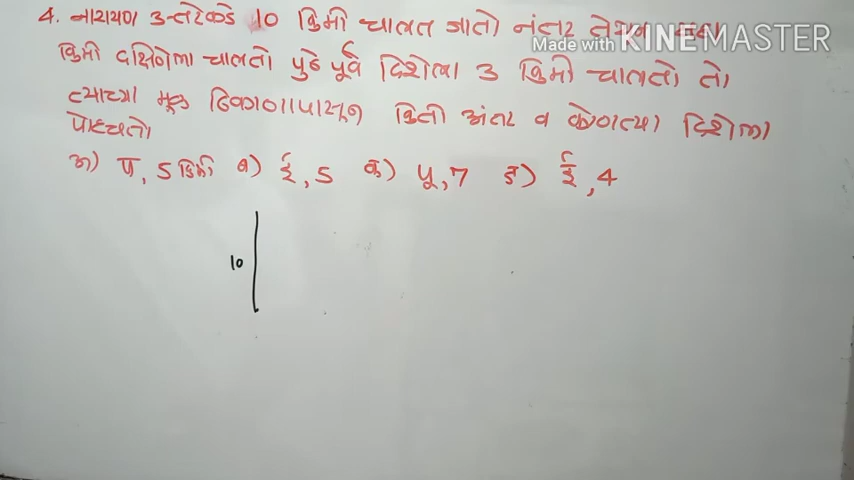 4. नारायण उत्तरेकडे 10 किमी चालत जातो नंतर
Made with KINEMASTER
किमी दक्षिणेला चालतो पुढे पूर्व दिशेला 3 किमी चालतो तो
त्याच्या मूळ ठिकाणापासून किती अंतर व कोणत्या दिशेला
पोहचतो
अ) प, 5 किमी ब) ई, 5 क) पू, 7 ड) ई, 4
10